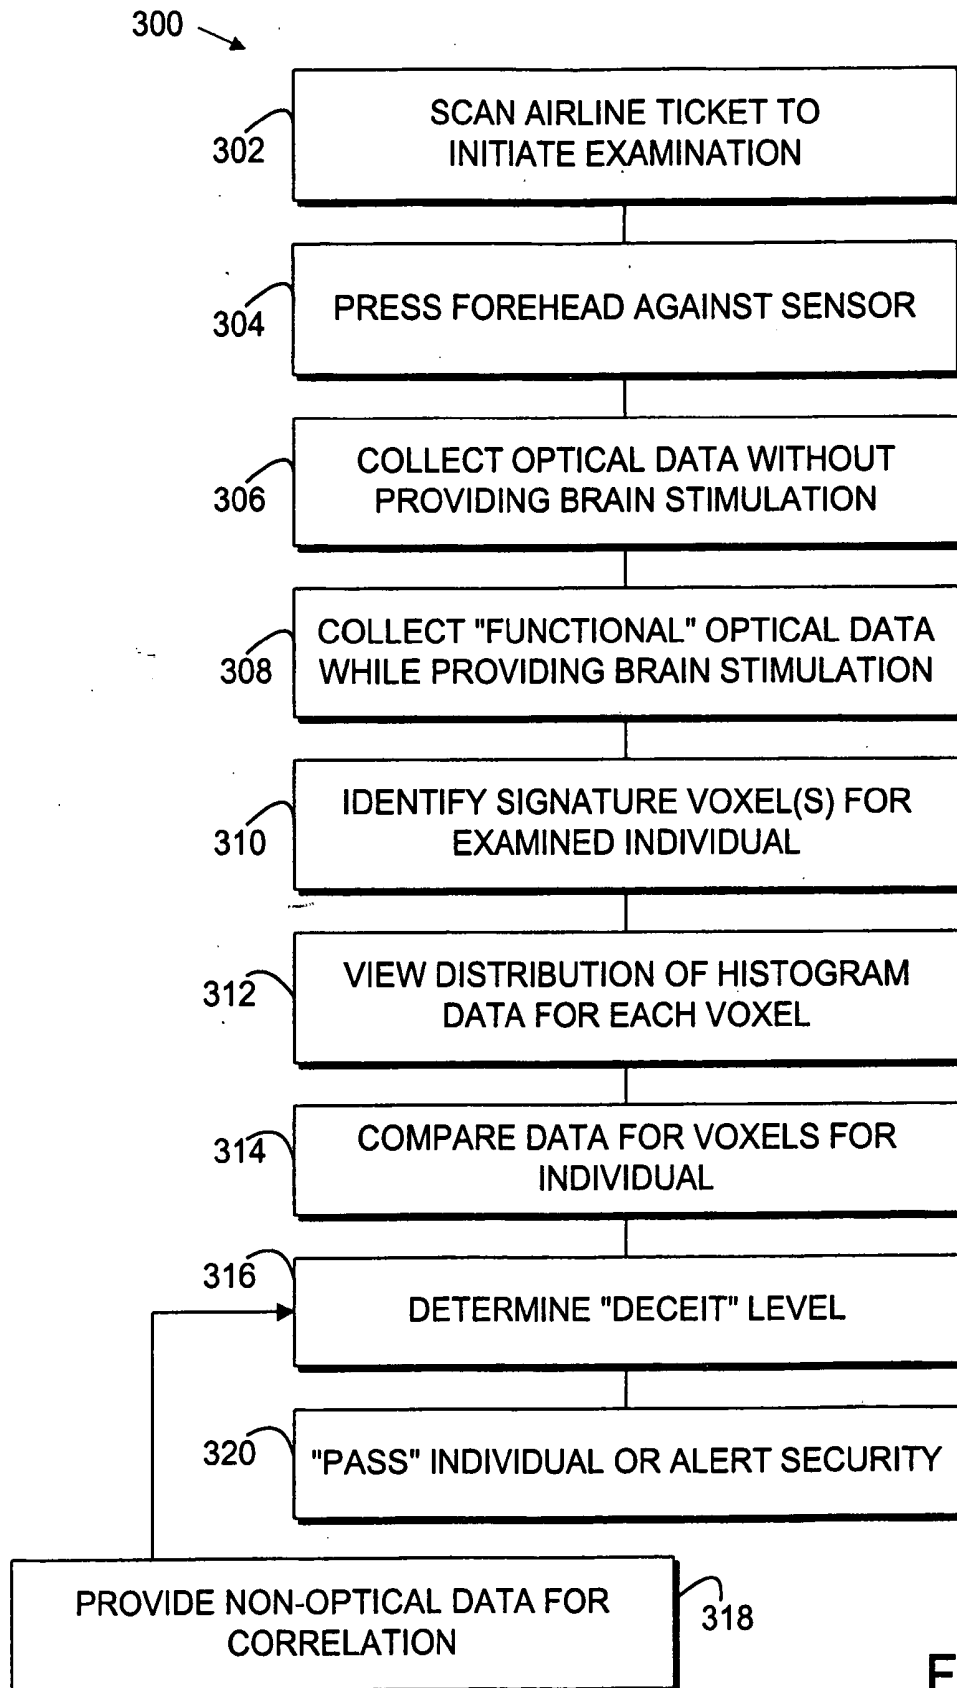 300
SCAN AIRLINE TICKET TO
INITIATE EXAMINATION
302
PRESS FOREHEAD AGAINST SENSOR
304
COLLECT OPTICAL DATA WITHOUT
PROVIDING BRAIN STIMULATION
306
COLLECT "FUNCTIONAL" OPTICAL DATA
WHILE PROVIDING BRAIN STIMULATION
308
IDENTIFY SIGNATURE VOXEL(S) FOR
EXAMINED INDIVIDUAL
310
VIEW DISTRIBUTION OF HISTOGRAM
DATA FOR EACH VOXEL
312
COMPARE DATA FOR VOXELS FOR
INDIVIDUAL
314
316
DETERMINE "DECEIT" LEVEL
320
"PASS" INDIVIDUAL OR ALERT SECURITY
PROVIDE NON-OPTICAL DATA FOR
CORRELATION
318
F